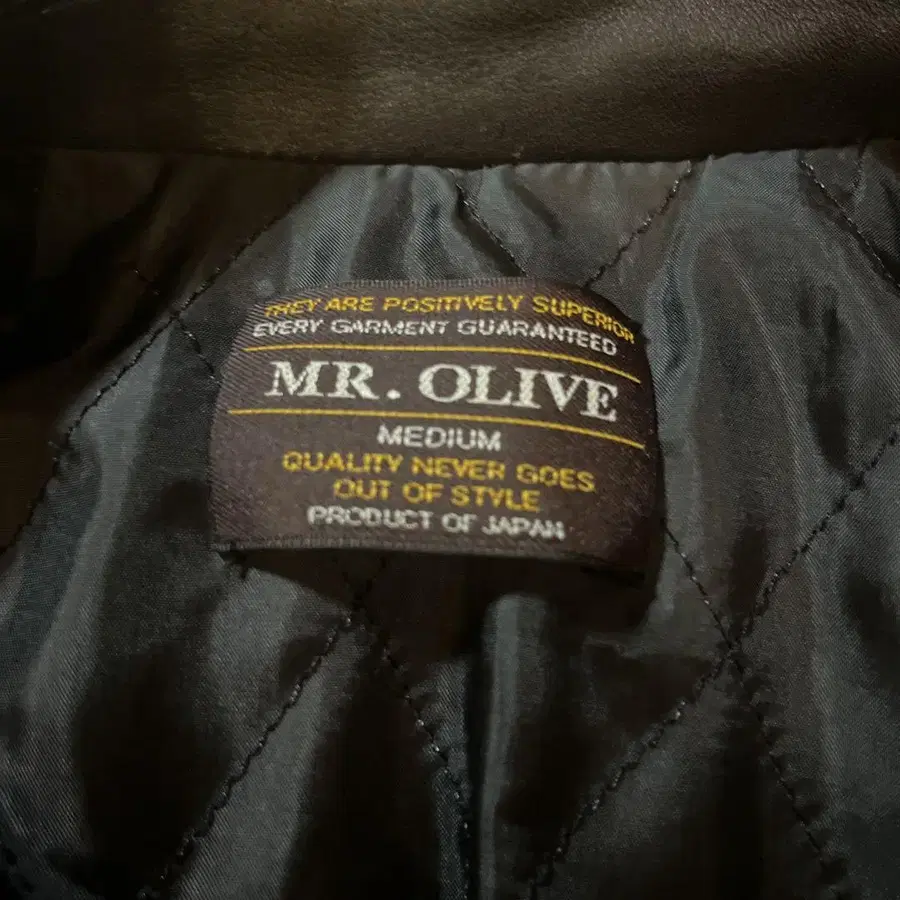 THEY ARE POSITIVELY SUPERIOR
EVERY GARMENT GUARANTEED
MR. OLIVE
MEDIUM
QUALITY NEVER GOES
OUT OF STYLE
PRODUCT OF JAPAN